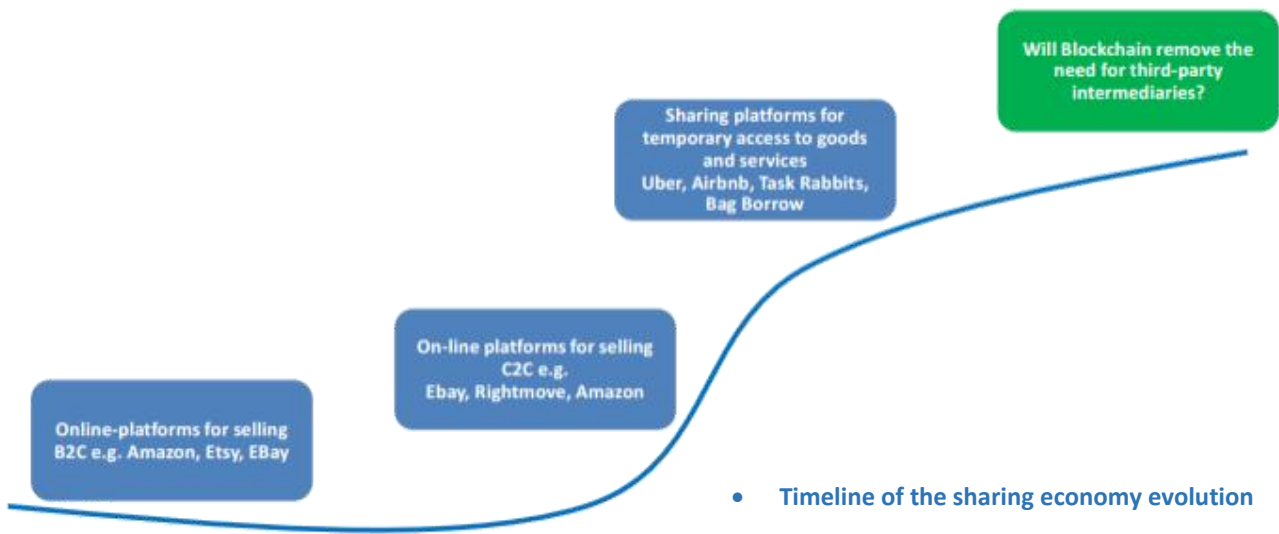 Will Blockchain remove the
need for third-party
intermediaries?
Sharing platforms for
temporary access to goods
and services
Uber, Airbnb, Task Rabbits,
Bag Borrow
On-line platforms for selling
C2C e.g.
Ebay, Rightmove, Amazon
Online-platforms for selling
B2C e.g. Amazon, Etsy, EBay
• Timeline of the sharing economy evolution